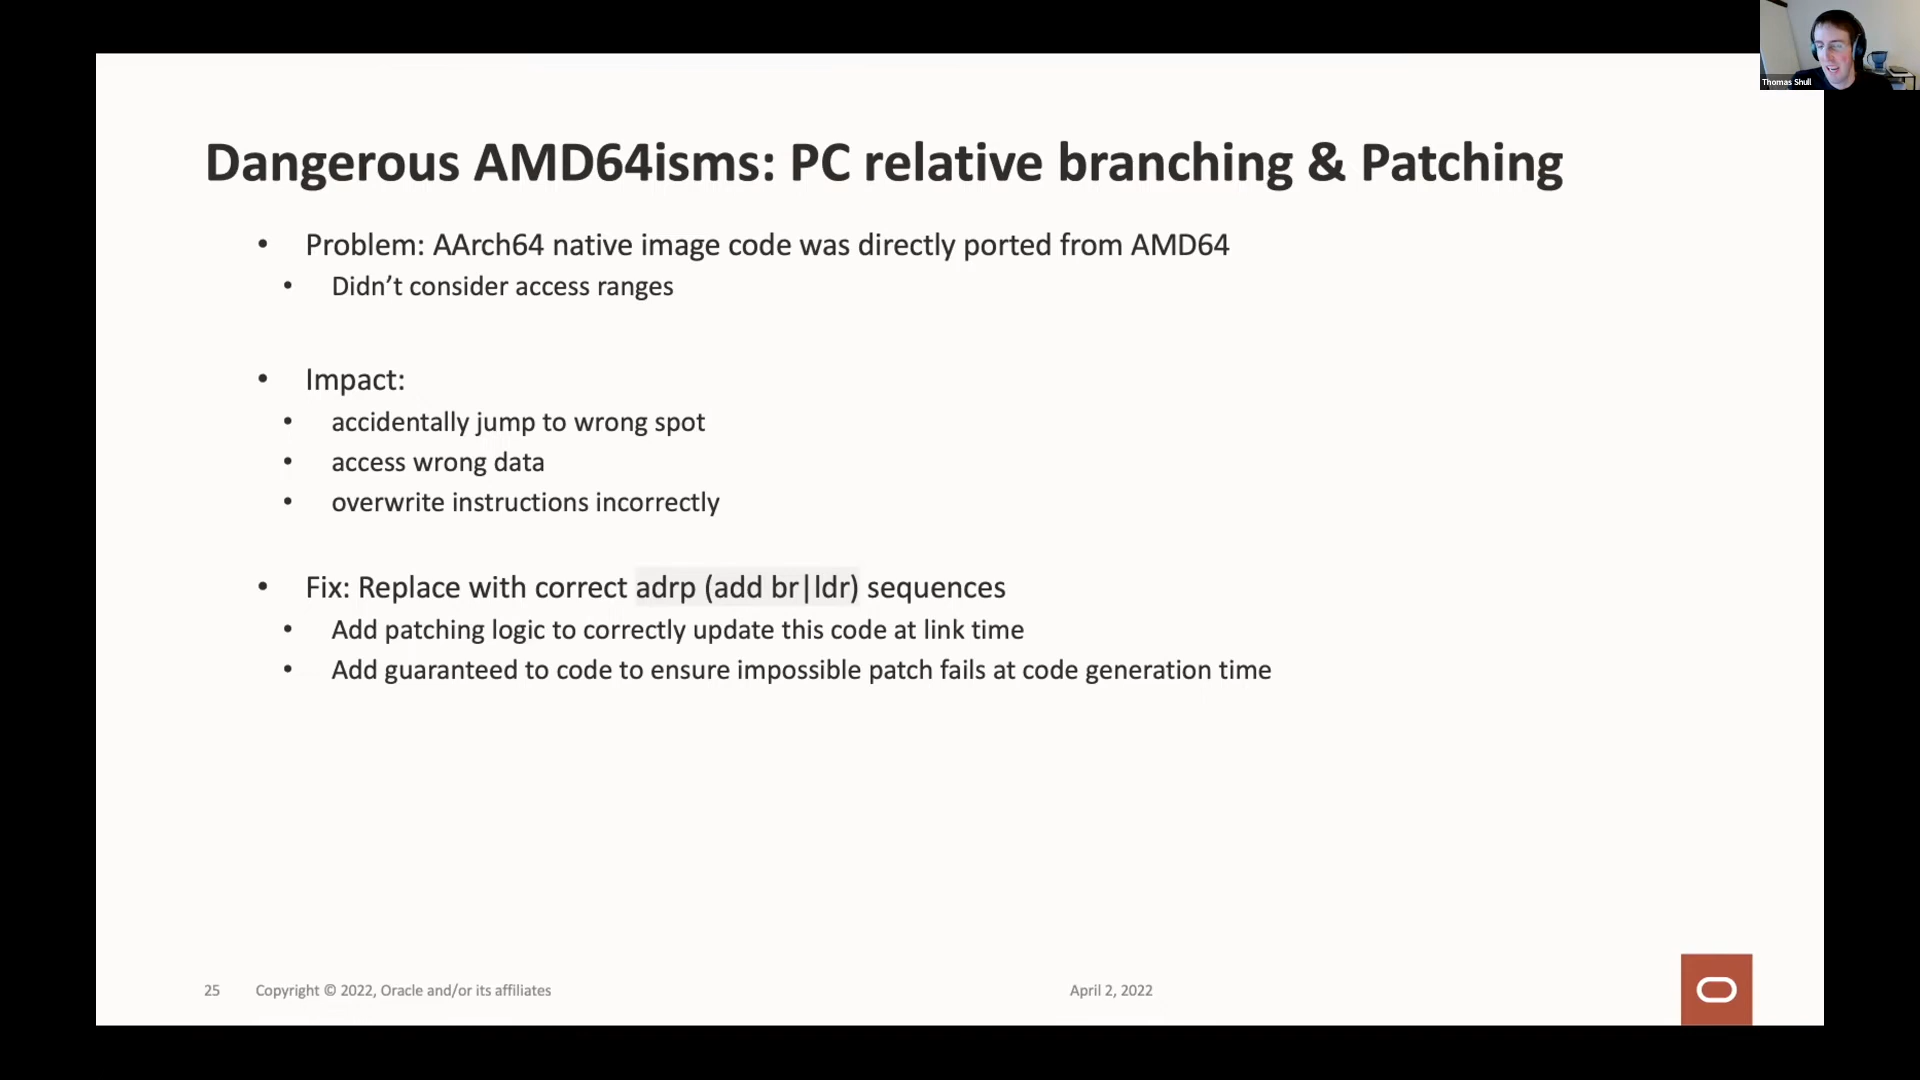 Thomas Shull
Dangerous AMD64isms: PC relative branching & Patching
• Problem: AArch64 native image code was directly ported from AMD64
• Didn’t consider access ranges
• Impact:
• accidentally jump to wrong spot
• access wrong data
• overwrite instructions incorrectly
• Fix: Replace with correct adrp (add br|ldr) sequences
• Add patching logic to correctly update this code at link time
• Add guaranteed to code to ensure impossible patch fails at code generation time
25 Copyright © 2022, Oracle and/or its affiliates April 2, 2022